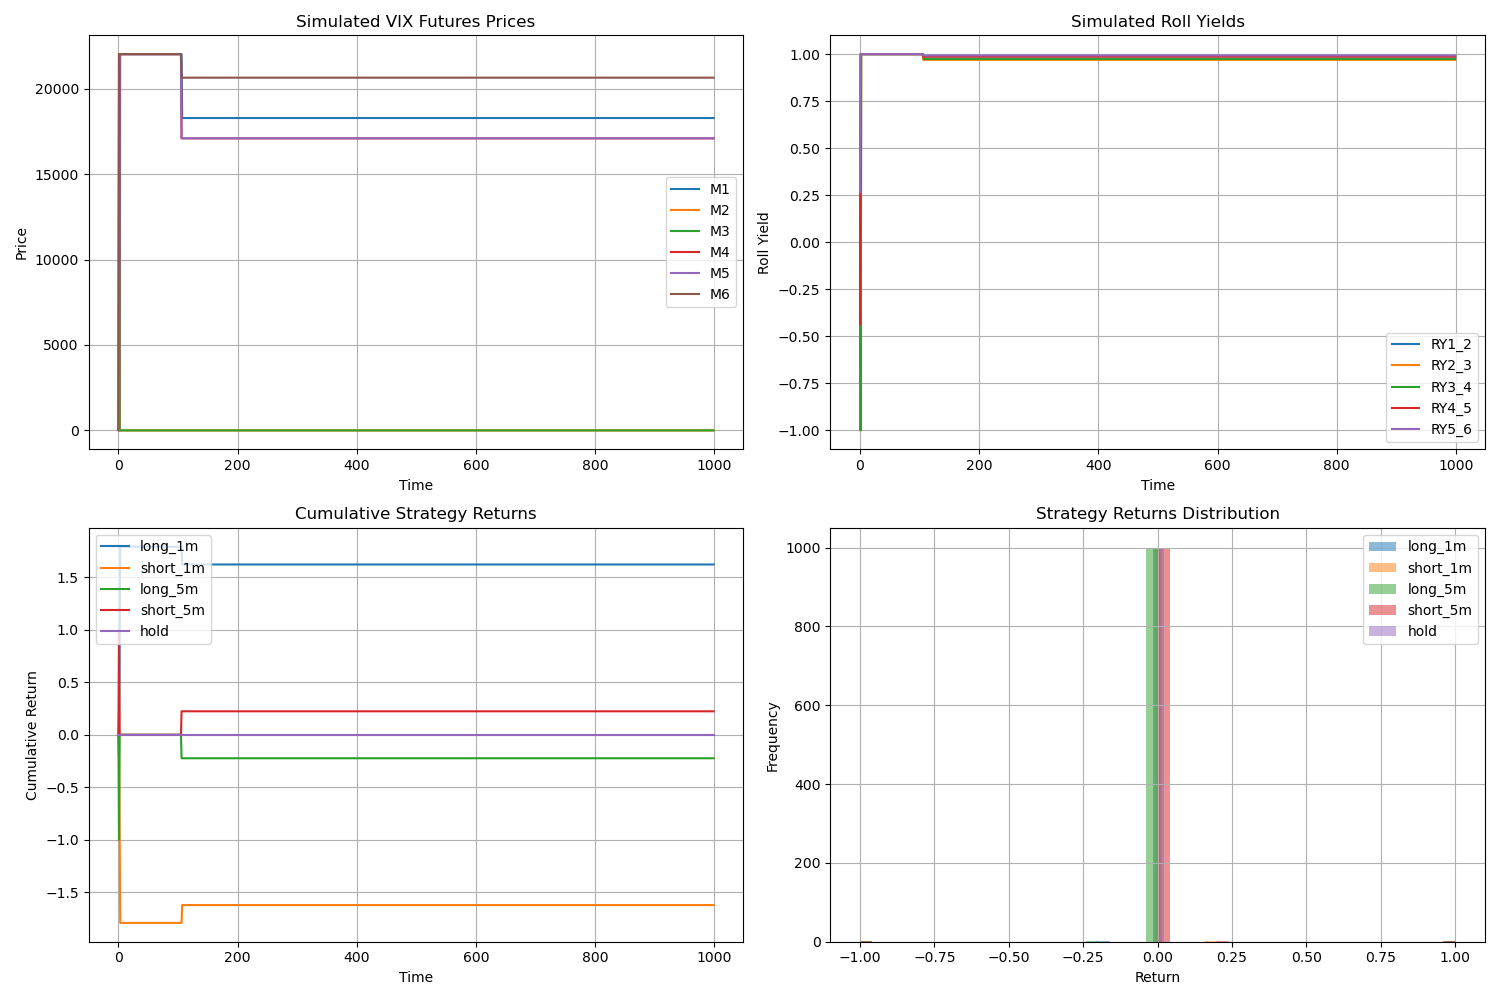 Simulated VIX Futures Prices
Price
20000
15000
10000
5000
0
0 200 400 600 800 1000
Time
M1
M2
M3
M4
M5
M6
Simulated Roll Yields
Roll Yield
1.00
0.75
0.50
0.25
0.00
−0.25
−0.50
−0.75
−1.00
0 200 400 600 800 1000
Time
RY1_2
RY2_3
RY3_4
RY4_5
RY5_6
Cumulative Strategy Returns
Cumulative Return
1.5
1.0
0.5
0.0
−0.5
−1.0
−1.5
0 200 400 600 800 1000
Time
long_1m
short_1m
long_5m
short_5m
hold
Strategy Returns Distribution
Frequency
1000
800
600
400
200
0
−1.00 −0.75 −0.50 −0.25 0.00 0.25 0.50 0.75 1.00
Return
long_1m
short_1m
long_5m
short_5m
hold